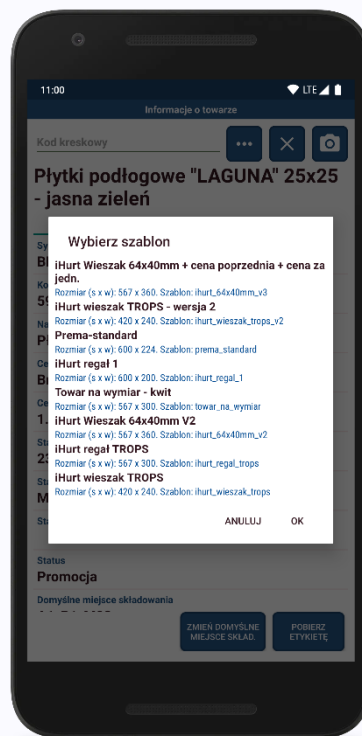 11:00
LTE
Informacje o towarze
Kod kreskowy
Płytki podłogowe "LAGUNA" 25x25
- jasna zieleń
Wybierz szablon
iHurt Wieszak 64x40mm + cena poprzednia + cena za
jedn.
Rozmiar (s x w): 567 x 360. Szablon: ihurt_64x40mm_v3
iHurt wieszak TROPS - wersja 2
Rozmiar (s x w): 420 x 240. Szablon: ihurt_wieszak_trops_v2
Prema-standard
Rozmiar (s x w): 600 x 224. Szablon: prema_standard
iHurt regał 1
Rozmiar (s x w): 600 x 200. Szablon: ihurt_regal_1
Towar na wymiar - kwit
Rozmiar (s x w): 567 x 300. Szablon: towar_na_wymiar
iHurt Wieszak 64x40mm V2
Rozmiar (s x w): 567 x 360. Szablon: ihurt_64x40mm_v2
iHurt regał TROPS
Rozmiar (s x w): 567 x 300. Szablon: ihurt_regal_trops
iHurt wieszak TROPS
Rozmiar (s x w): 420 x 240. Szablon: ihurt_wieszak_trops
ANULUJ OK
Status
Promocja
Domyślne miejsce składowania
ZMIEŃ DOMYŚLNE
MIEJSCE SKŁAD.
POBIERZ
ETYKIETĘ